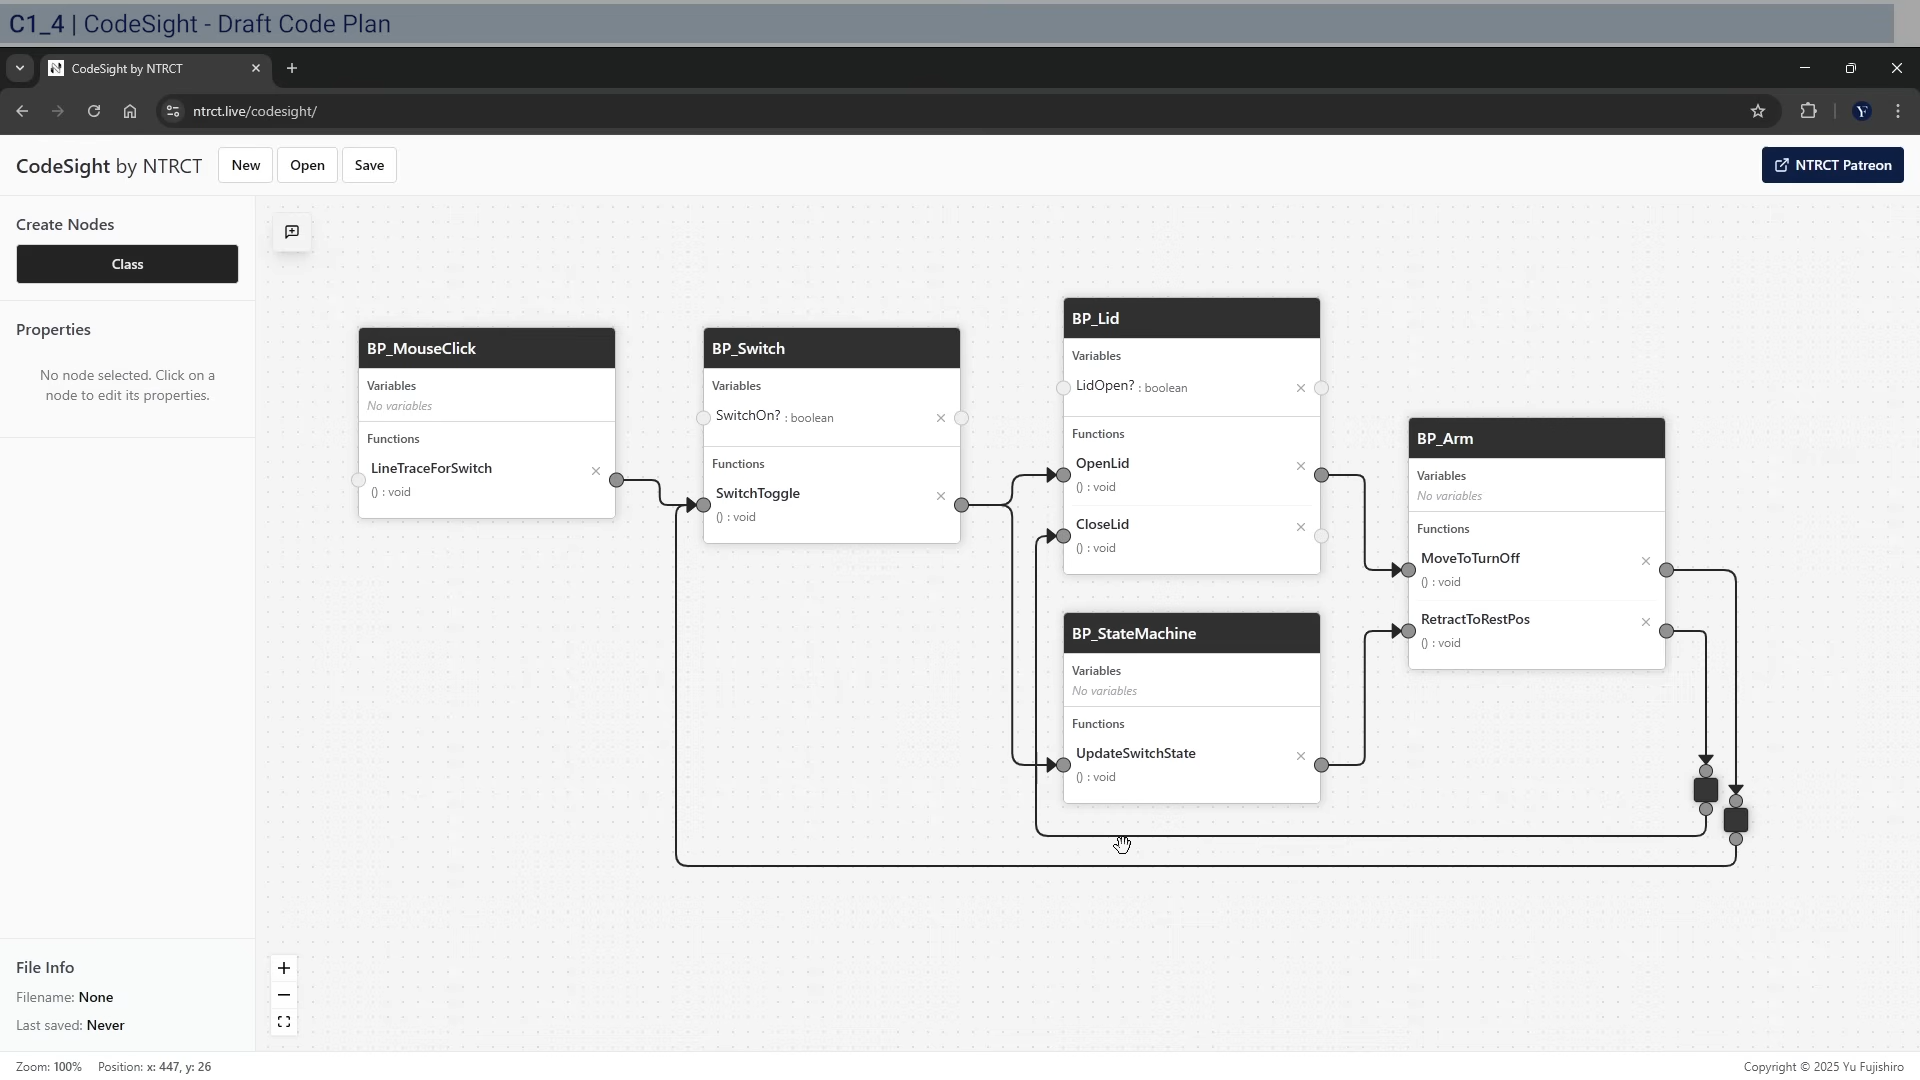 C1_4 | CodeSight - Draft Code Plan
CodeSight by NTRCT
ntrct.live/codesight/
CodeSight by NTRCT
New
Open
Save
NTRCT Patreon
Create Nodes
Class
Properties
No node selected. Click on a
node to edit its properties.
BP_MouseClick
Variables
No variables
Functions
LineTraceForSwitch
() : void
BP_Switch
Variables
SwitchOn? : boolean
Functions
SwitchToggle
() : void
BP_Lid
Variables
LidOpen? : boolean
Functions
OpenLid
() : void
CloseLid
() : void
BP_StateMachine
Variables
No variables
Functions
UpdateSwitchState
() : void
BP_Arm
Variables
No variables
Functions
MoveToTurnOff
() : void
RetractToRestPos
() : void
File Info
Filename: None
Last saved: Never
Zoom: 100% Position: x: 447, y: 26
Copyright © 2025 Yu Fujishiro